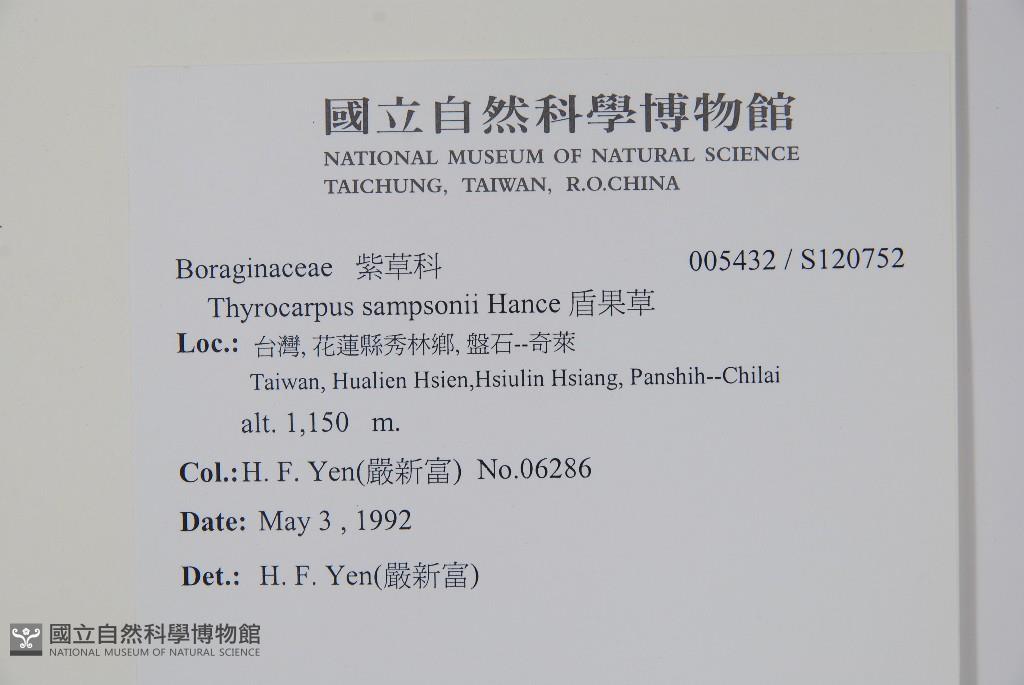 國立自然科學博物館
NATIONAL MUSEUM OF NATURAL SCIENCE
TAICHUNG, TAIWAN, R.O.CHINA
Boraginaceae 紫草科 005432 / S120752
Thyrocarpus sampsonii Hance 盾果草
Loc.: 台灣, 花蓮縣秀林鄉, 盤石--奇萊
Taiwan, Hualien Hsien,Hsiulin Hsiang, Panshih--Chilai
alt. 1,150 m.
Col.:H. F. Yen(嚴新富) No.06286
Date: May 3 , 1992
Det.: H. F. Yen(嚴新富)
國立自然科學博物館
NATIONAL MUSEUM OF NATURAL SCIENCE